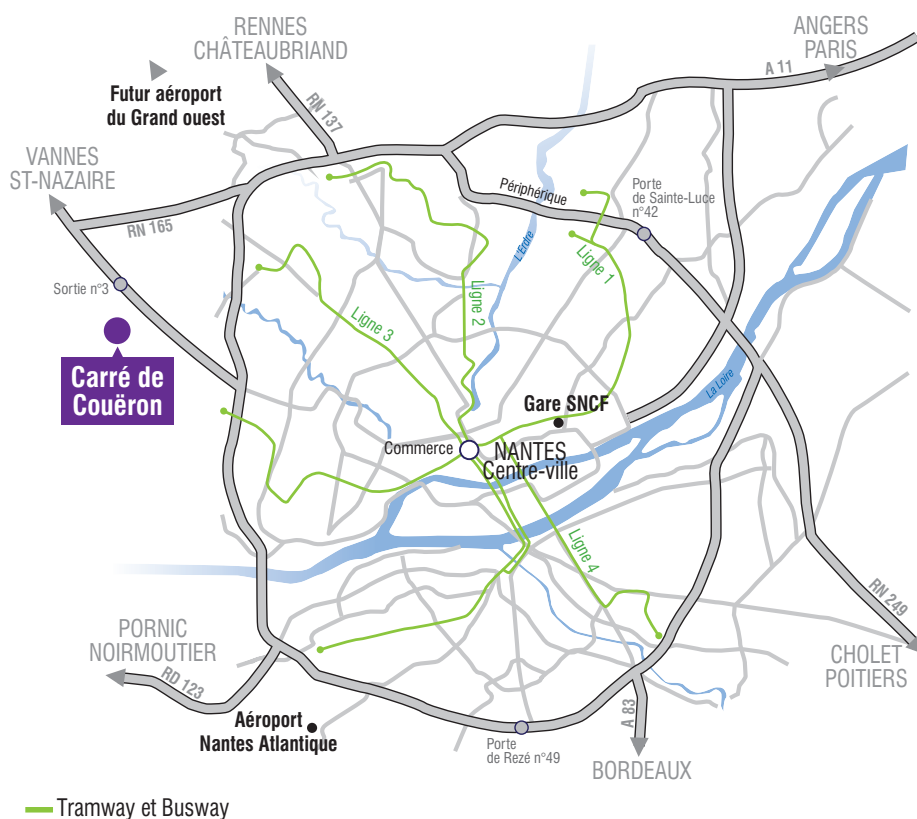 RENNES
CHÂTEAUBRIAND
ANGERS
PARIS
A 11
Futur aéroport
du Grand ouest
RN 137
VANNES
ST-NAZAIRE
Périphérique
Porte
de Sainte-Luce
n°42
RN 165
L'Erdre
Ligne 1
Sortie n°3
Ligne 2
Ligne 3
Carré de
Couëron
La Loire
Gare SNCF
Commerce
NANTES
Centre-ville
Ligne 4
RN 249
PORNIC
NOIRMOUTIER
CHOLET
POITIERS
RD 123
A 83
Aéroport
Nantes Atlantique
Porte
de Rezé n°49
BORDEAUX
Tramway et Busway